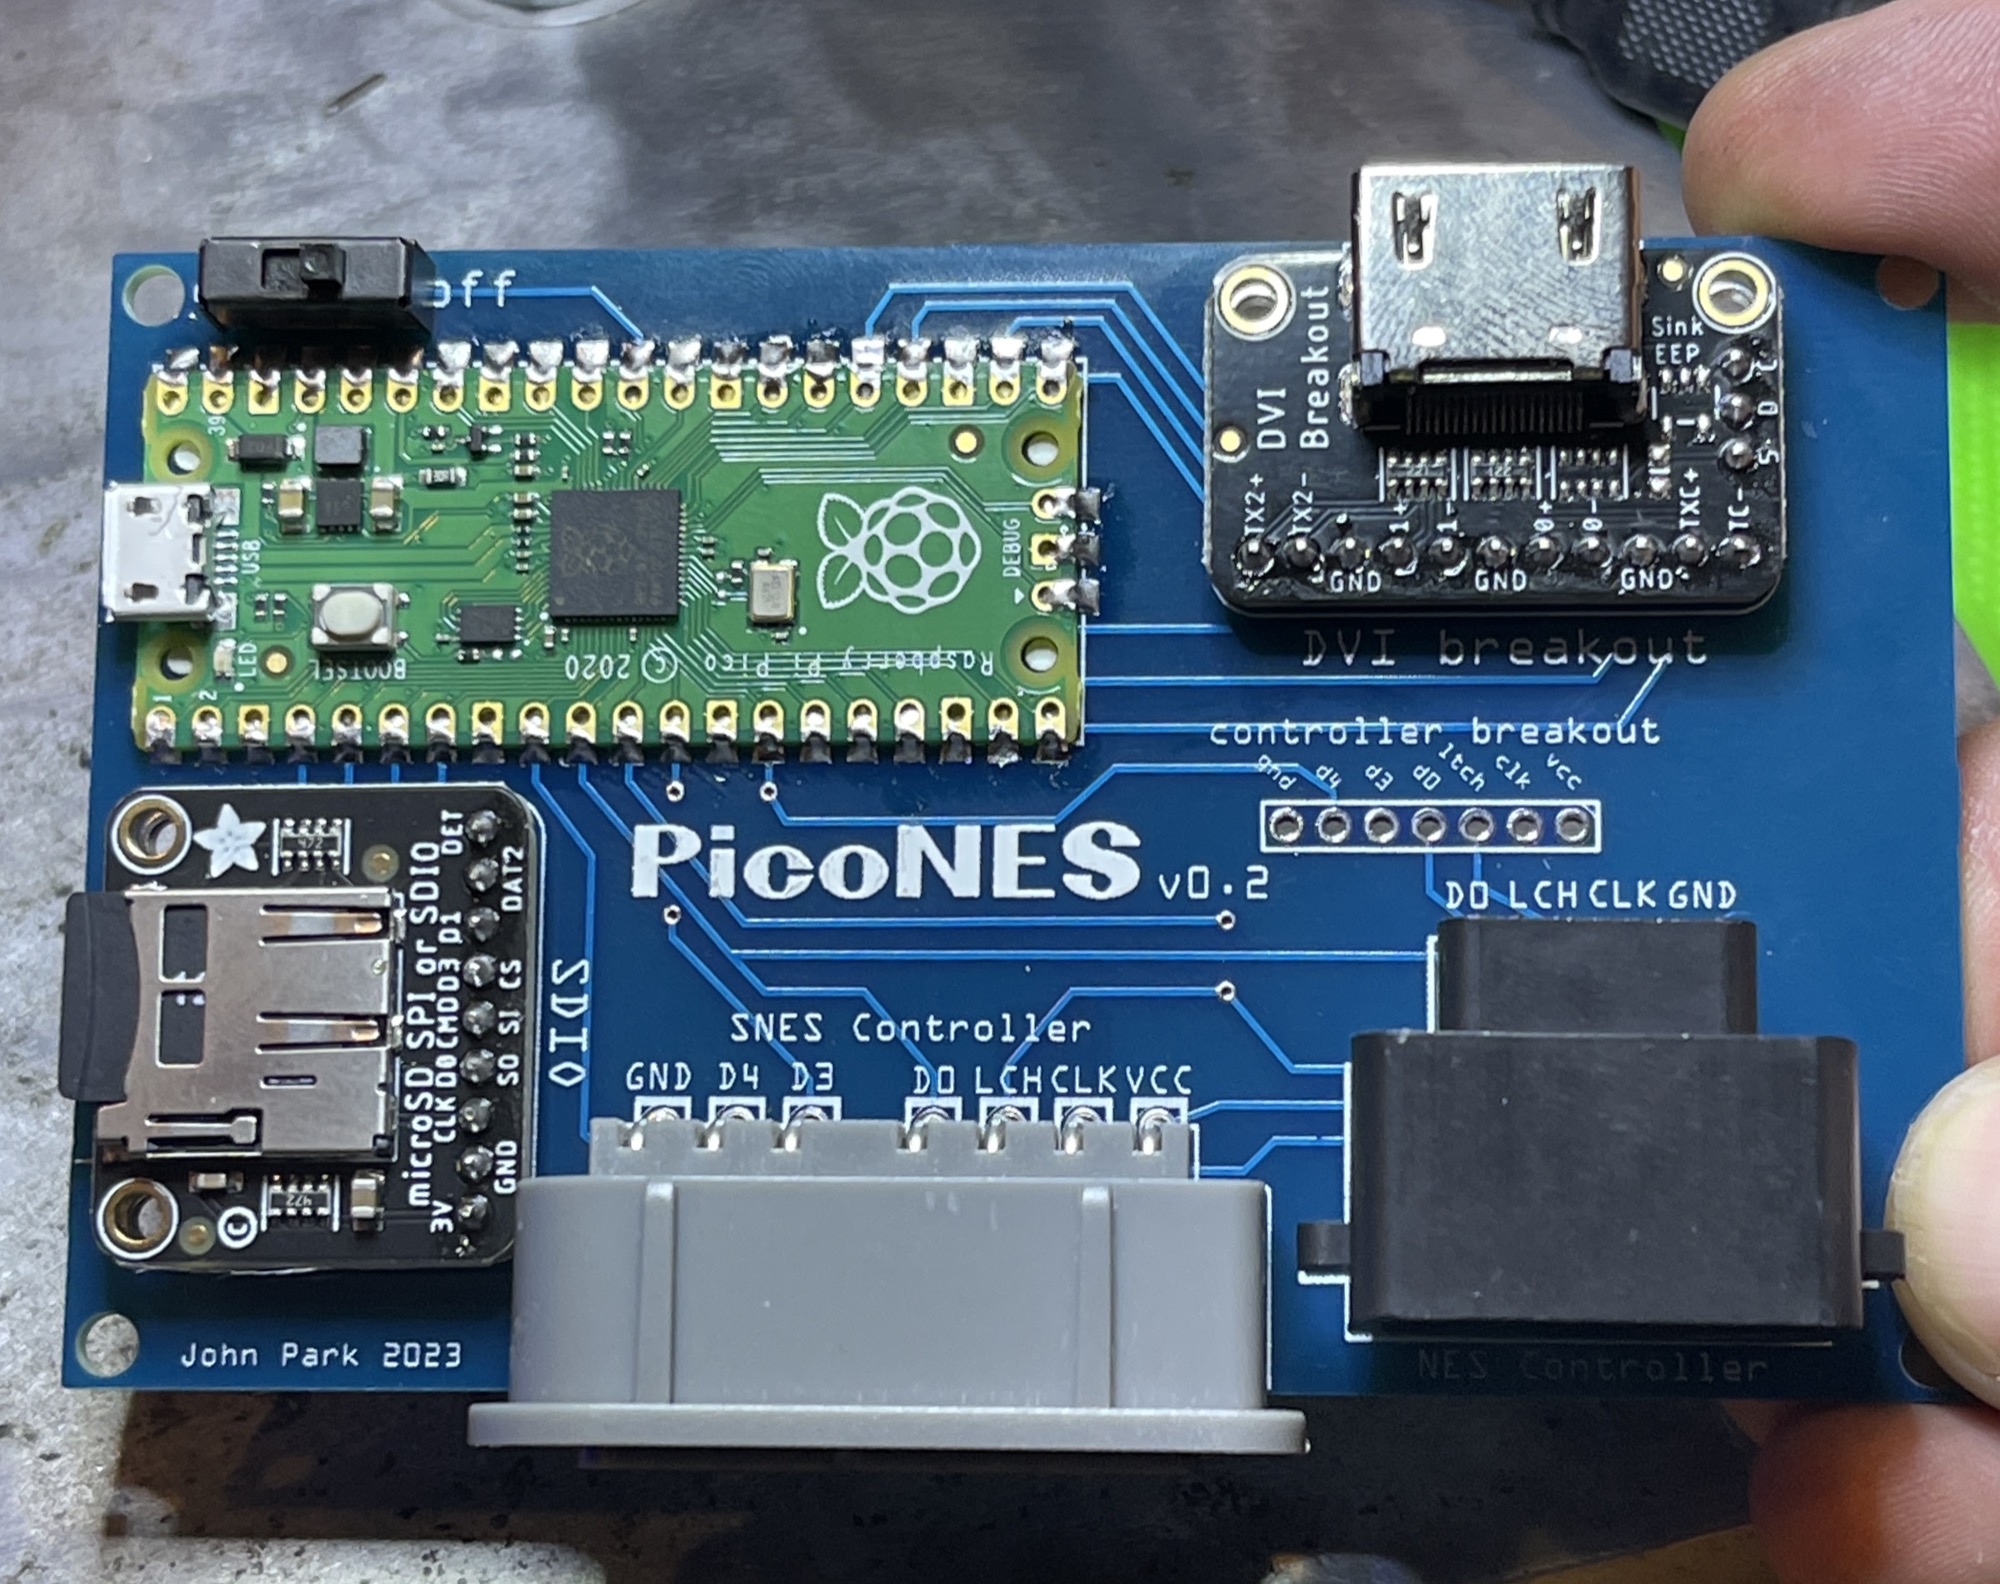 off
39
DVI
Breakout
Sink
EEP
C
D
S
TX2+
TX2-
1+
1-
0+
0-
TXC+
TC-
GND
GND
GND
DVI breakout
USB
DEBUG
LED
BOOTSEL
Raspberry Pi Pico © 2020
1
2
controller breakout
gnd
d4
d3
d0
ltch
clk
vcc
PicoNES v0.2
D0 LCH CLK GND
472
DET
DAT2
D1
CS
SI
SO
GND
3V
microSD SPI or SDIO
CLK D0 CMD D3
472
©
SDIO
SNES Controller
GND D4 D3 D0 LCH CLK VCC
John Park 2023
NES Controller